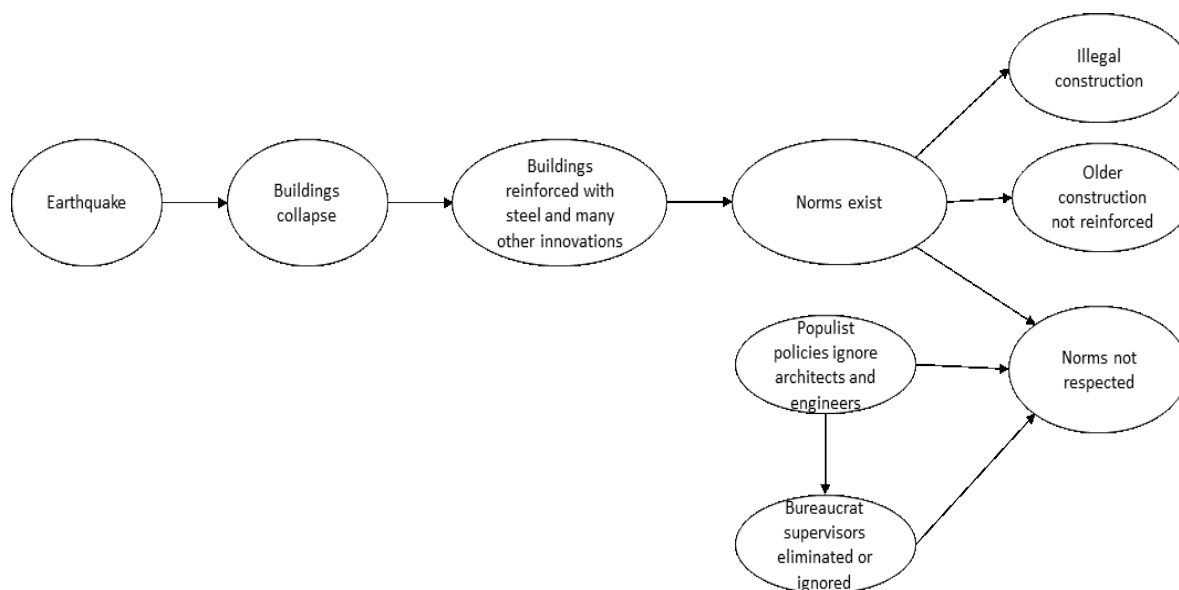 Illegal
construction
Earthquake
Buildings
collapse
Buildings
reinforced with
steel and many
other innovations
Norms exist
Older
construction
not reinforced
Populist
policies ignore
architects and
engineers
Norms not
respected
Bureaucrat
supervisors
eliminated or
ignored